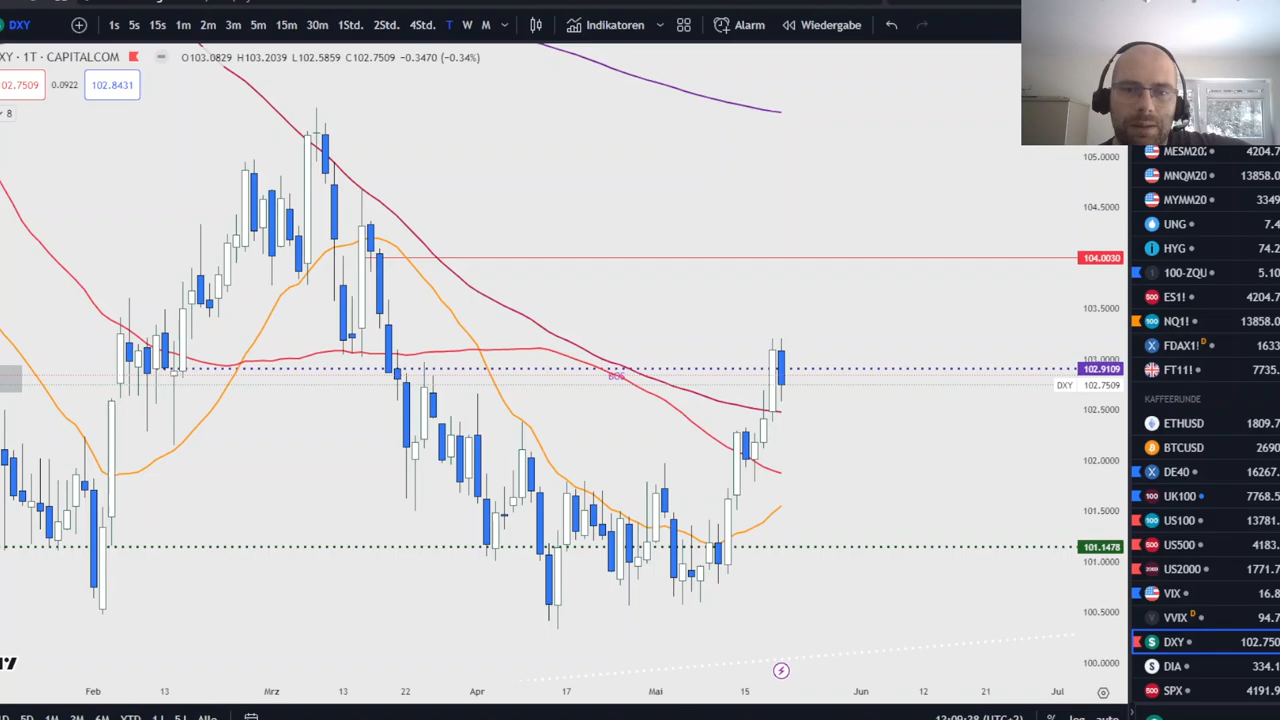 DXY
1s 5s 15s 1m 2m 3m 5m 15m 30m 1Std. 2Std. 4Std. T W M
Indikatoren
Alarm
Wiedergabe
XY · 1T · CAPITALCOM
O103.0829 H103.2039 L102.5859 C102.7509 −0.3470 (−0.34%)
02.7509
0.0922
102.8431
8
105.0000
104.5000
104.0030
103.5000
103.0000
102.9109
DXY 102.7509
102.5000
102.0000
101.5000
101.1478
101.0000
100.5000
100.0000
BOS
Feb 13 Mrz 13 22 Apr 17 Mai 15 Jun 12 21 Jul
MESM20 4204.7
MNQM20 13858.0
MYMM20 3349
UNG 7.4
HYG 74.2
100-ZQU 5.10
ES1! 4204.7
NQ1! 13858.0
FDAX1! D 1633
FT11! 7735.
KAFFEERUNDE
ETHUSD 1809.7
BTCUSD 2690
DE40 16267.
UK100 7768.5
US100 13781.
US500 4183.
US2000 1771.7
VIX 16.8
VVIX D 94.7
DXY 102.750
DIA 334.1
SPX 4191.9